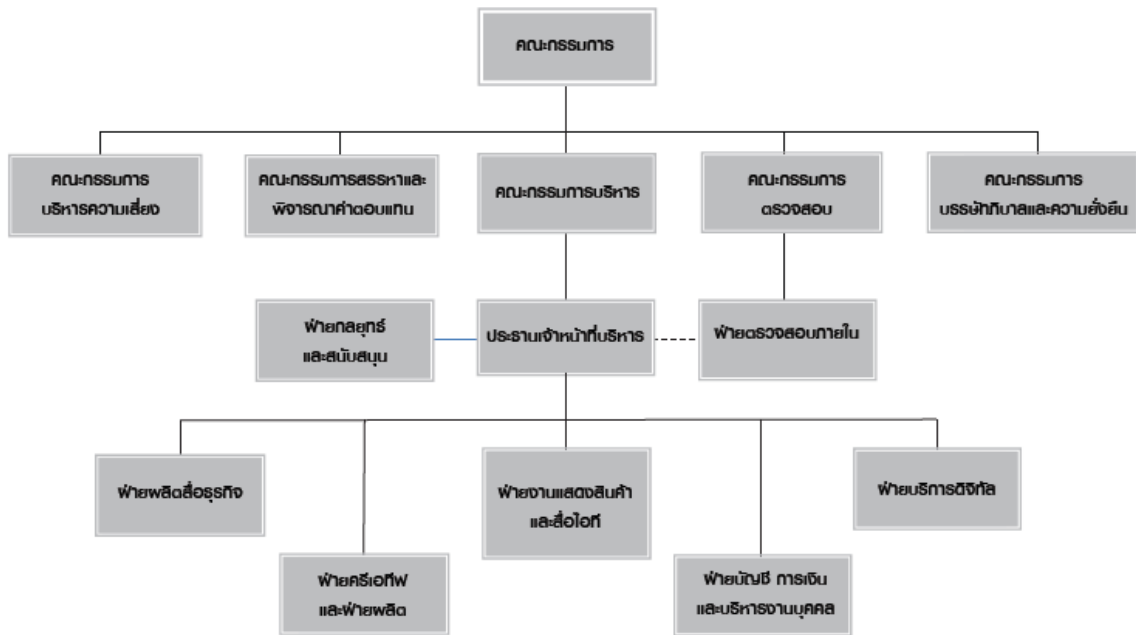 คณะกรรมการ
คณะกรรมการ
บริหารความเสี่ยง
คณะกรรมการสรรหาและ
พิจารณาค่าตอบแทน
คณะกรรมการบริหาร
คณะกรรมการ
ตรวจสอบ
คณะกรรมการ
บรรษัทภิบาลและความยั่งยืน
ฝ่ายกลยุทธ์
และสนับสนุน
ประธานเจ้าหน้าที่บริหาร
ฝ่ายตรวจสอบภายใน
ฝ่ายผลิตสื่อธุรกิจ
ฝ่ายงานแสดงสินค้า
และสื่อไอที
ฝ่ายบริการดิจิทัล
ฝ่ายครีเอทีฟ
และฝ่ายผลิต
ฝ่ายบัญชี การเงิน
และบริหารงานบุคคล